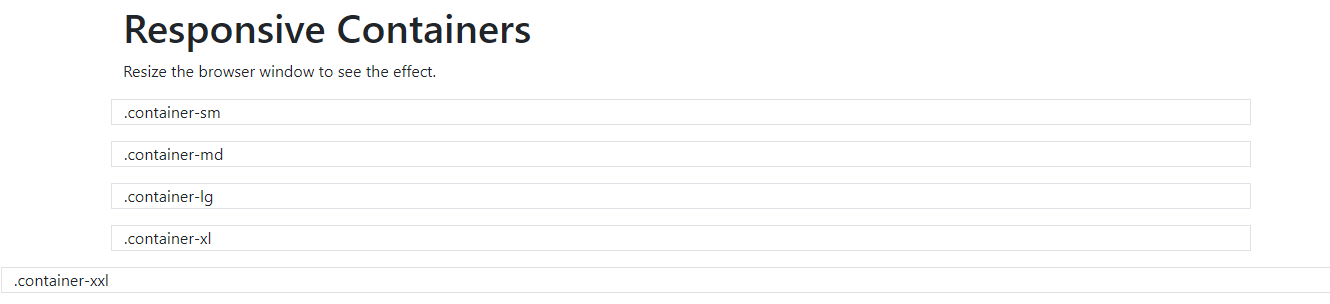 Responsive Containers
Resize the browser window to see the effect.
.container-sm
.container-md
.container-lg
.container-xl
.container-xxl